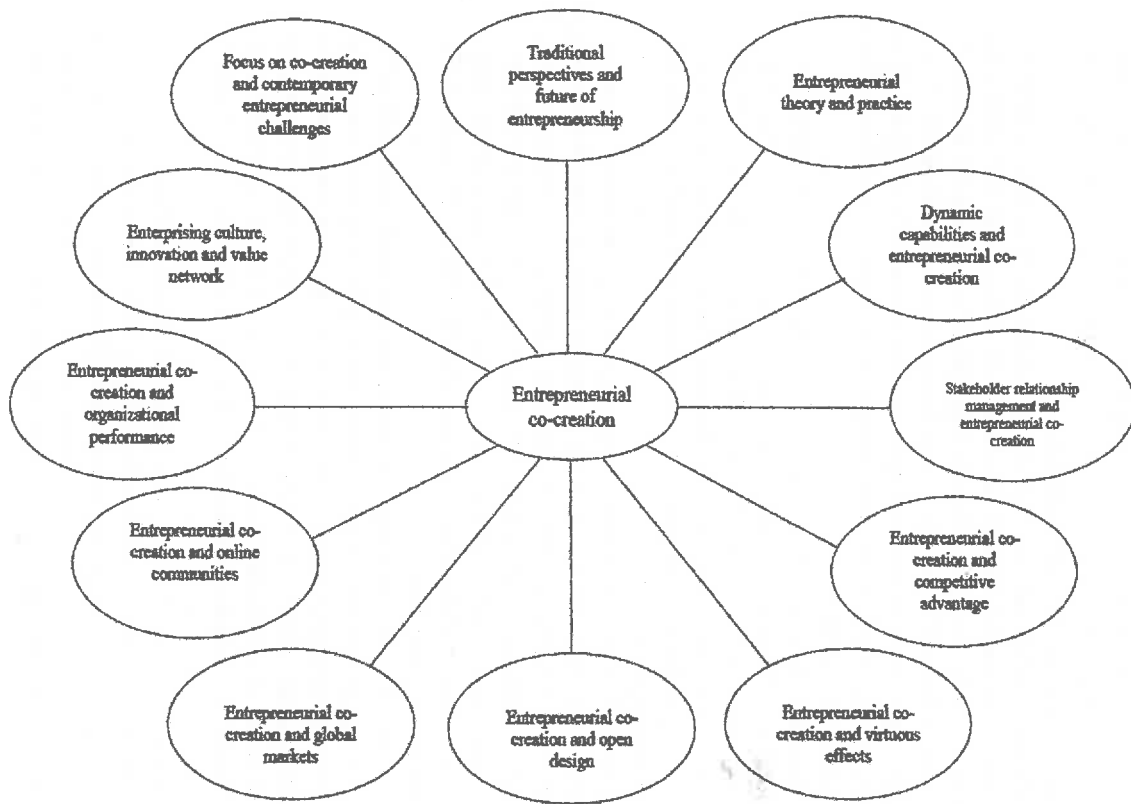 Focus on co-creation
and contemporary
entrepreneurial
challenges
Traditional
perspectives and
future of
entrepreneurship
Entrepreneurial
theory and practice
Enterprising culture,
innovation and value
network
Dynamic
capabilities and
entrepreneurial co-
creation
Entrepreneurial co-
creation and
organizational
performance
Entrepreneurial
co-creation
Stakeholder relationship
management and
entrepreneurial co-
creation
Entrepreneurial co-
creation and online
communities
Entrepreneurial co-
creation and
competitive
advantage
Entrepreneurial co-
creation and global
markets
Entrepreneurial co-
creation and open
design
Entrepreneurial co-
creation and virtuous
effects